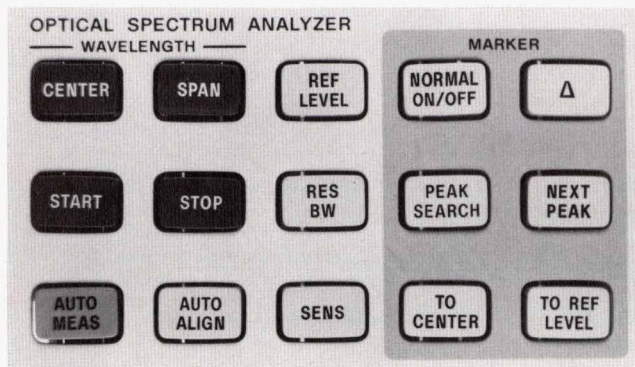 OPTICAL SPECTRUM ANALYZER
WAVELENGTH
MARKER
CENTER
SPAN
REF
LEVEL
NORMAL
ON/OFF
Δ
START
STOP
RES
BW
PEAK
SEARCH
NEXT
PEAK
AUTO
MEAS
AUTO
ALIGN
SENS
TO
CENTER
TO REF
LEVEL